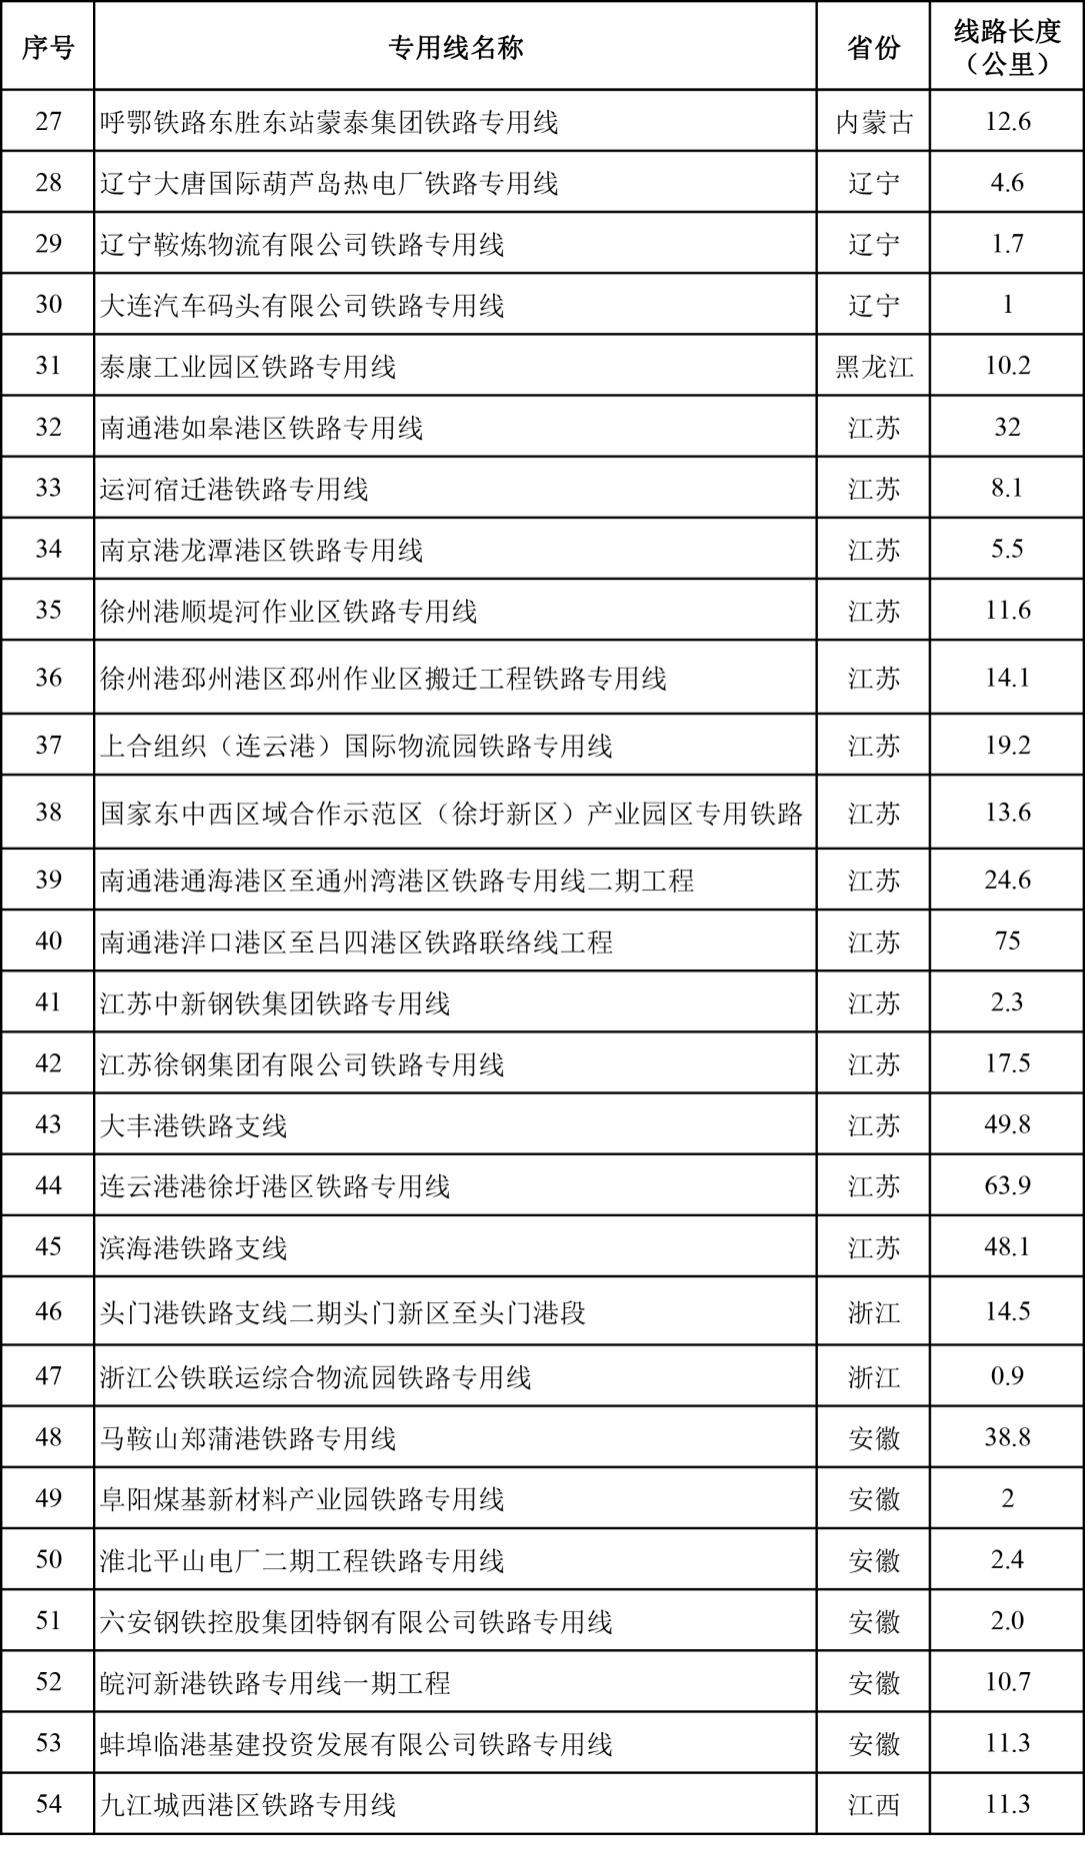 序号 专用线名称 省份 线路长度
（公里）
27 呼鄂铁路东胜东站蒙泰集团铁路专用线 内蒙古 12.6
28 辽宁大唐国际葫芦岛热电厂铁路专用线 辽宁 4.6
29 辽宁鞍炼物流有限公司铁路专用线 辽宁 1.7
30 大连汽车码头有限公司铁路专用线 辽宁 1
31 泰康工业园区铁路专用线 黑龙江 10.2
32 南通港如皋港区铁路专用线 江苏 32
33 运河宿迁港铁路专用线 江苏 8.1
34 南京港龙潭港区铁路专用线 江苏 5.5
35 徐州港顺堤河作业区铁路专用线 江苏 11.6
36 徐州港邳州港区邳州作业区搬迁工程铁路专用线 江苏 14.1
37 上合组织（连云港）国际物流园铁路专用线 江苏 19.2
38 国家东中西区域合作示范区（徐圩新区）产业园区专用铁路 江苏 13.6
39 南通港通海港区至通州湾港区铁路专用线二期工程 江苏 24.6
40 南通港洋口港区至吕四港区铁路联络线工程 江苏 75
41 江苏中新钢铁集团铁路专用线 江苏 2.3
42 江苏徐钢集团有限公司铁路专用线 江苏 17.5
43 大丰港铁路支线 江苏 49.8
44 连云港港徐圩港区铁路专用线 江苏 63.9
45 滨海港铁路支线 江苏 48.1
46 头门港铁路支线二期头门新区至头门港段 浙江 14.5
47 浙江公铁联运综合物流园铁路专用线 浙江 0.9
48 马鞍山郑蒲港铁路专用线 安徽 38.8
49 阜阳煤基新材料产业园铁路专用线 安徽 2
50 淮北平山电厂二期工程铁路专用线 安徽 2.4
51 六安钢铁控股集团特钢有限公司铁路专用线 安徽 2.0
52 皖河新港铁路专用线一期工程 安徽 10.7
53 蚌埠临港基建投资发展有限公司铁路专用线 安徽 11.3
54 九江城西港区铁路专用线 江西 11.3